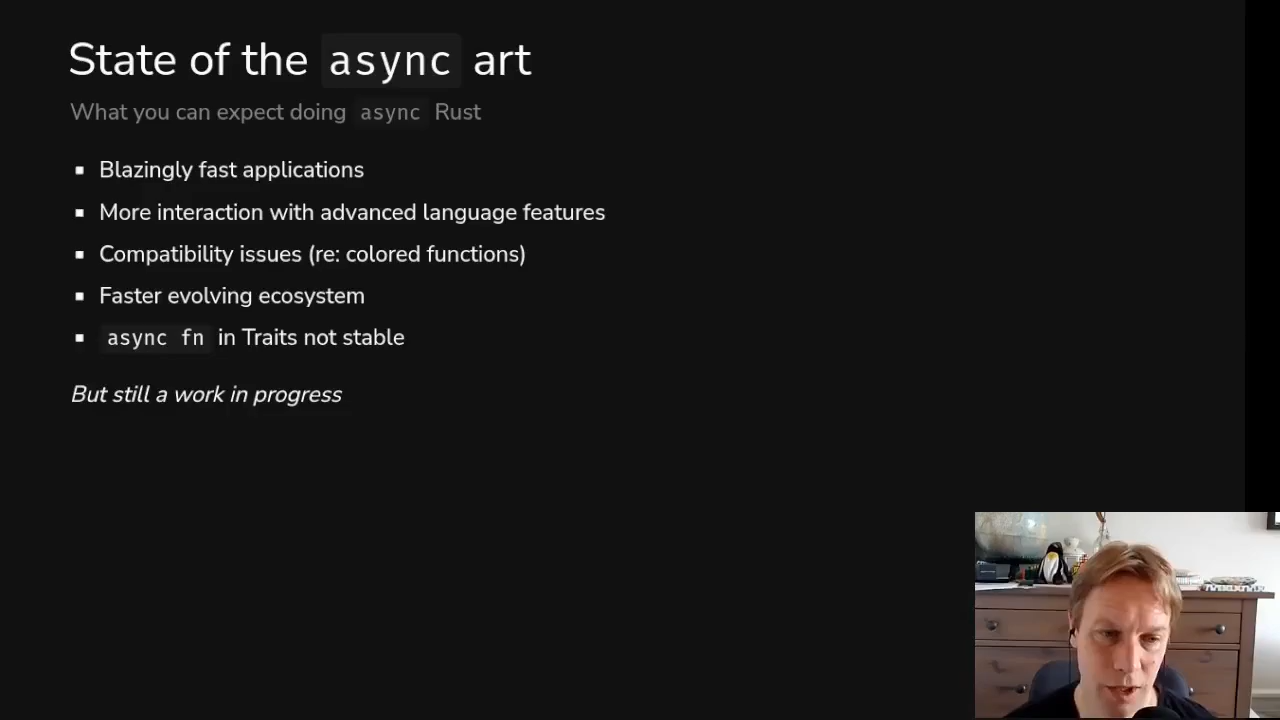 State of the async art
What you can expect doing async Rust
Blazingly fast applications
More interaction with advanced language features
Compatibility issues (re: colored functions)
Faster evolving ecosystem
async fn in Traits not stable
But still a work in progress